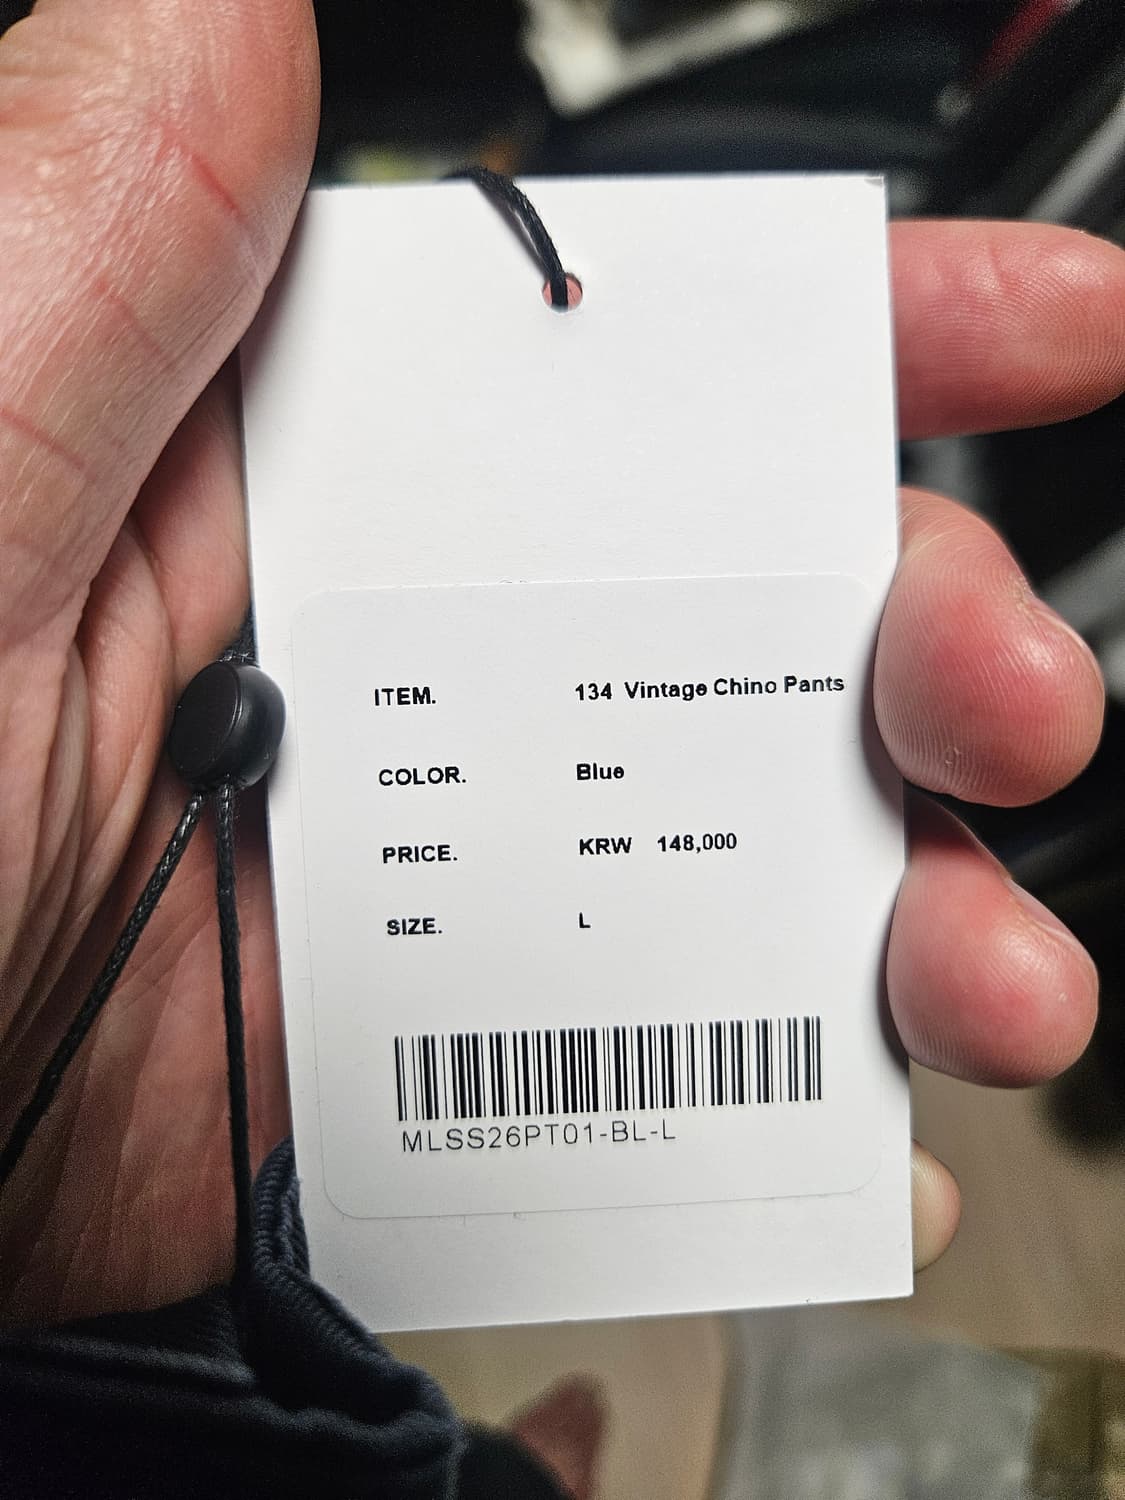 ITEM. 134 Vintage Chino Pants
COLOR. Blue
PRICE. KRW 148,000
SIZE. L
MLSS26PT01-BL-L